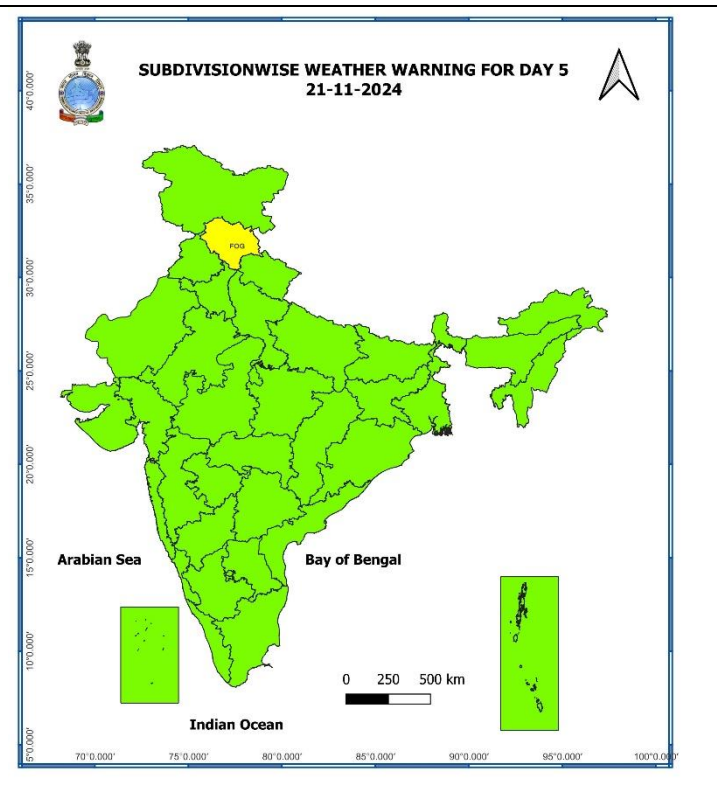 SUBDIVISIONWISE WEATHER WARNING FOR DAY 5
21-11-2024
40°0.000'
35°0.000'
FOG
30°0.000'
25°0.000'
20°0.000'
Arabian Sea
Bay of Bengal
15°0.000'
10°0.000'
0 250 500 km
Indian Ocean
5°0.000'
70°0.000' 75°0.000' 80°0.000' 85°0.000' 90°0.000' 95°0.000' 100°0.000'